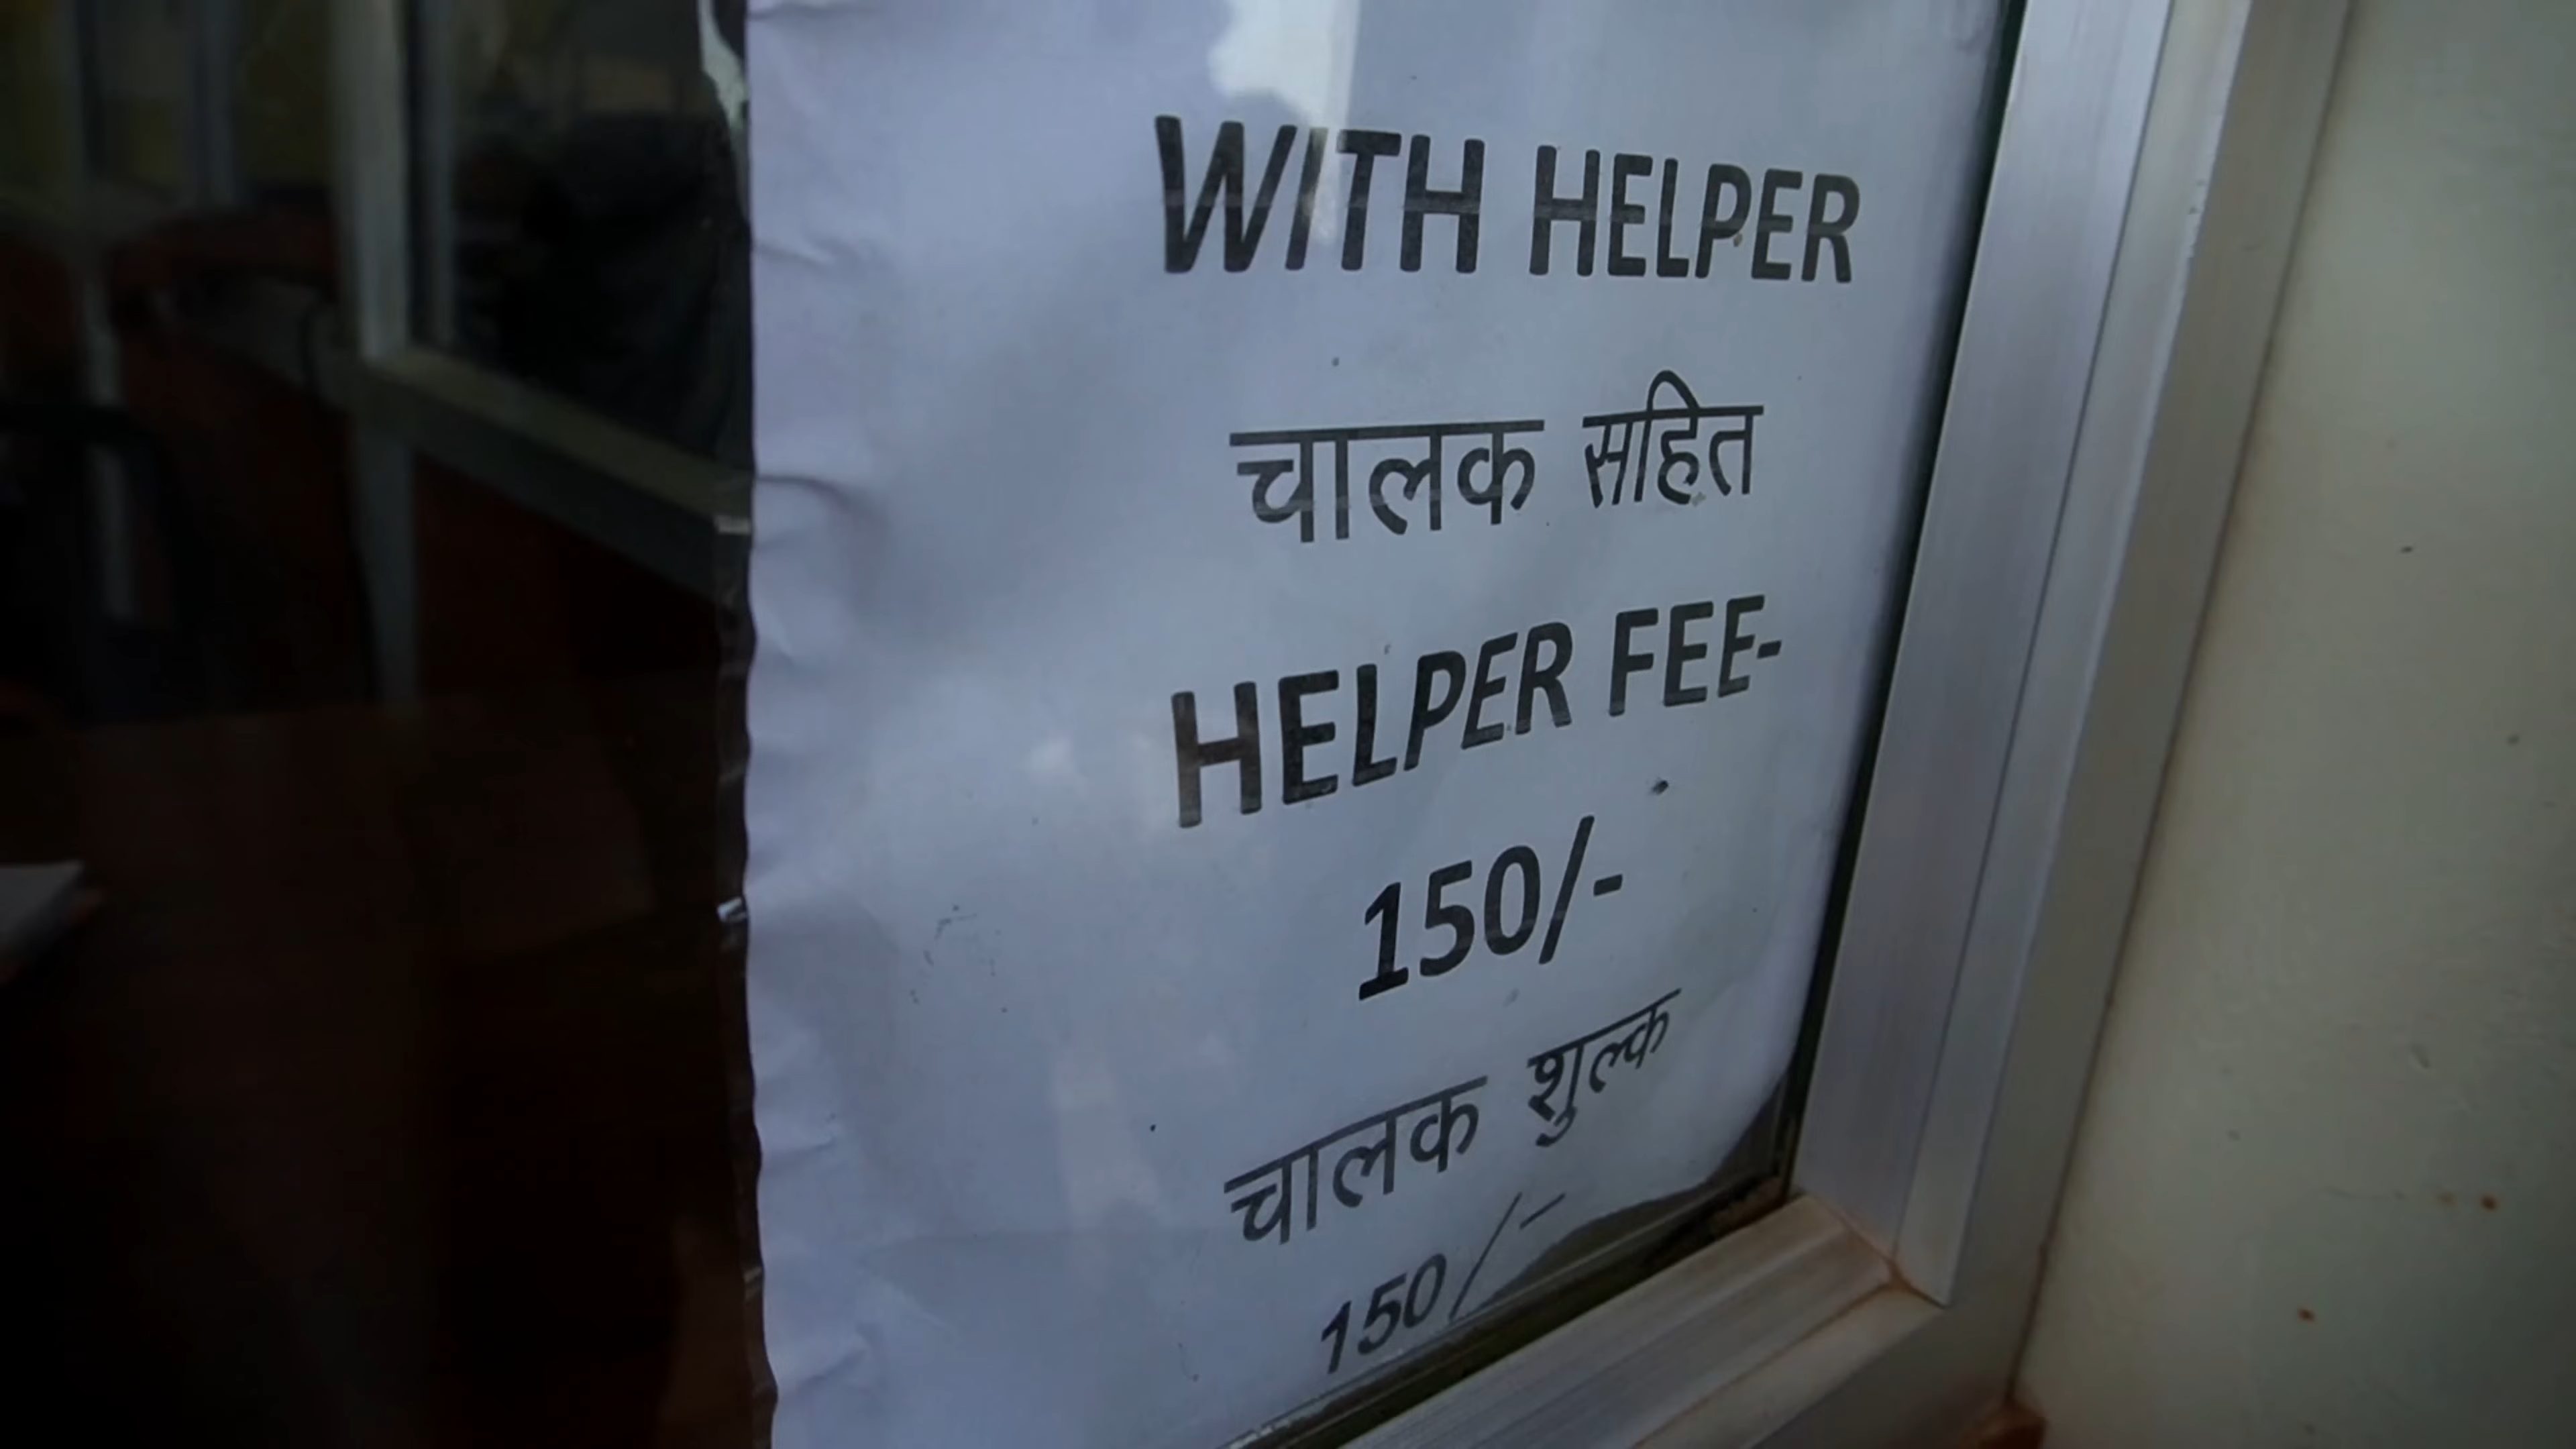 WITH HELPER
चालक सहित
HELPER FEE-
150/-
चालक शुल्क
150/-